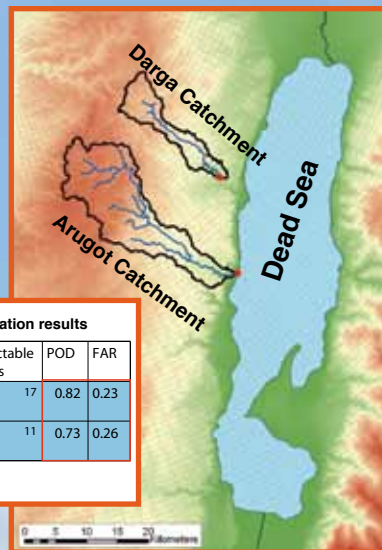 Darga Catchment
Arugot Catchment
Dead Sea
ation results
ctable POD FAR
s
17 0.82 0.23
11 0.73 0.26
0 5 10 15 20
Kilometers